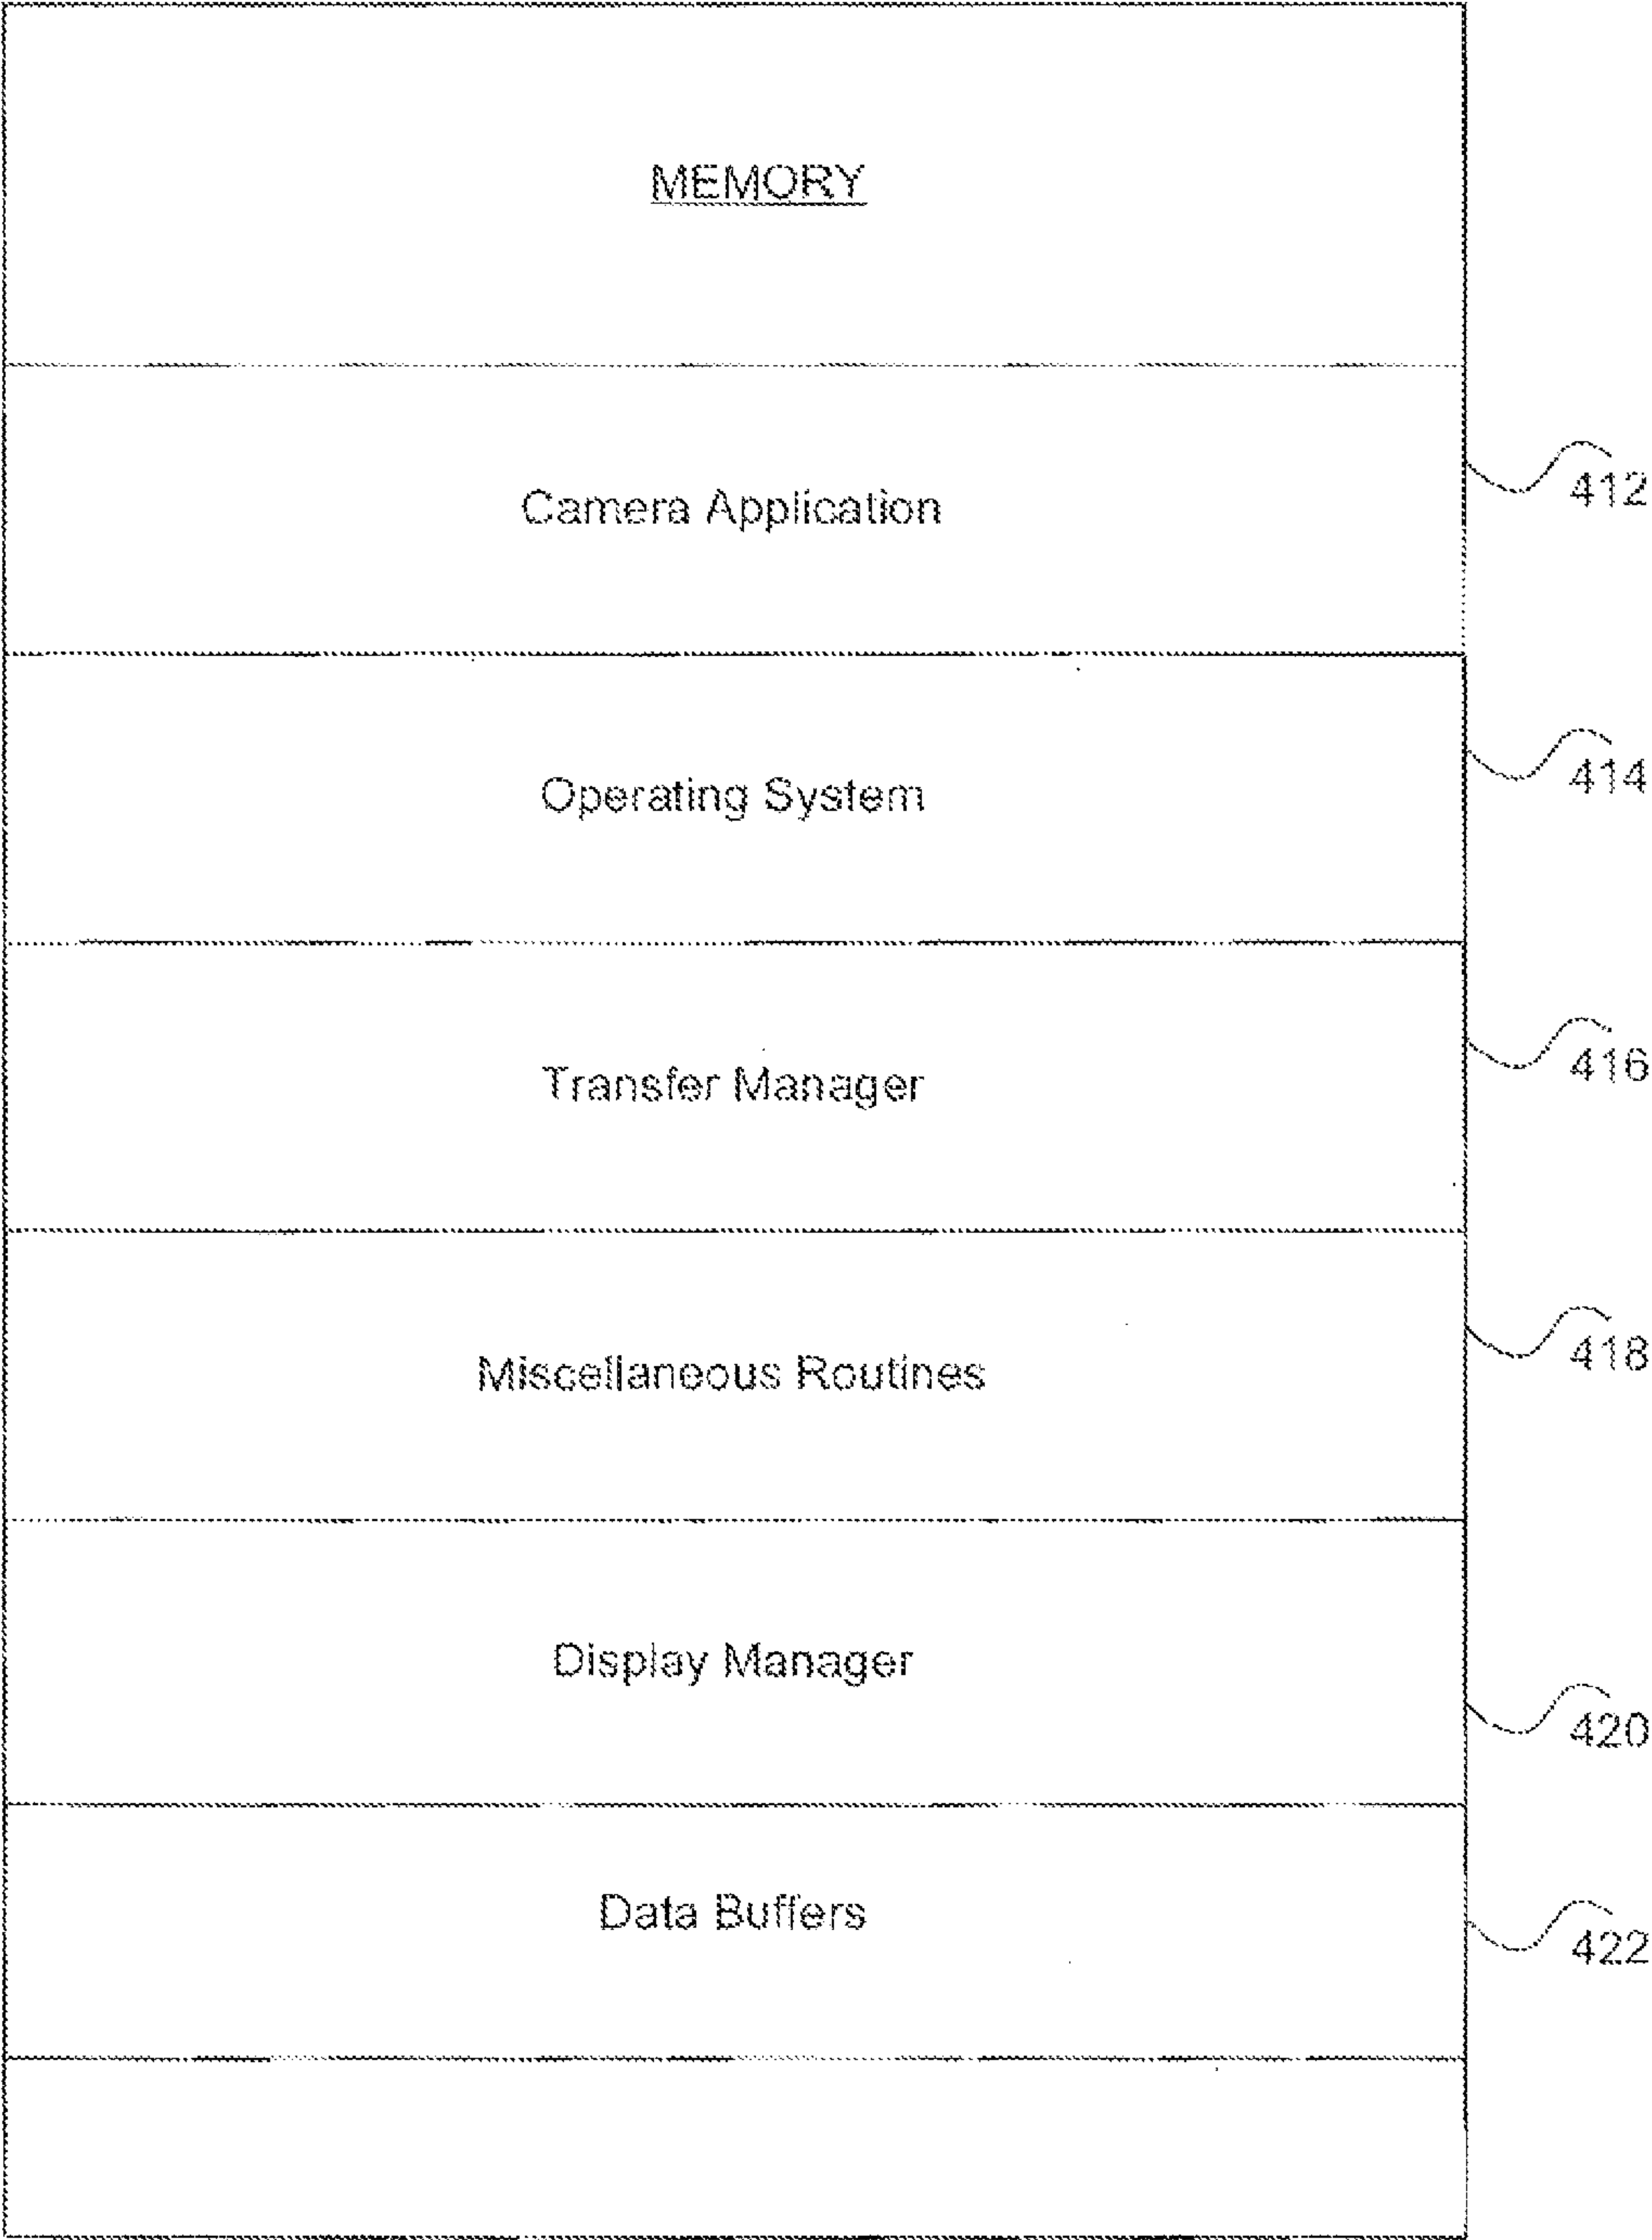 MEMORY
Camera Application
412
Operating System
414
Transfer Manager
416
Miscellaneous Routines
418
Display Manager
420
Data Buffers
422